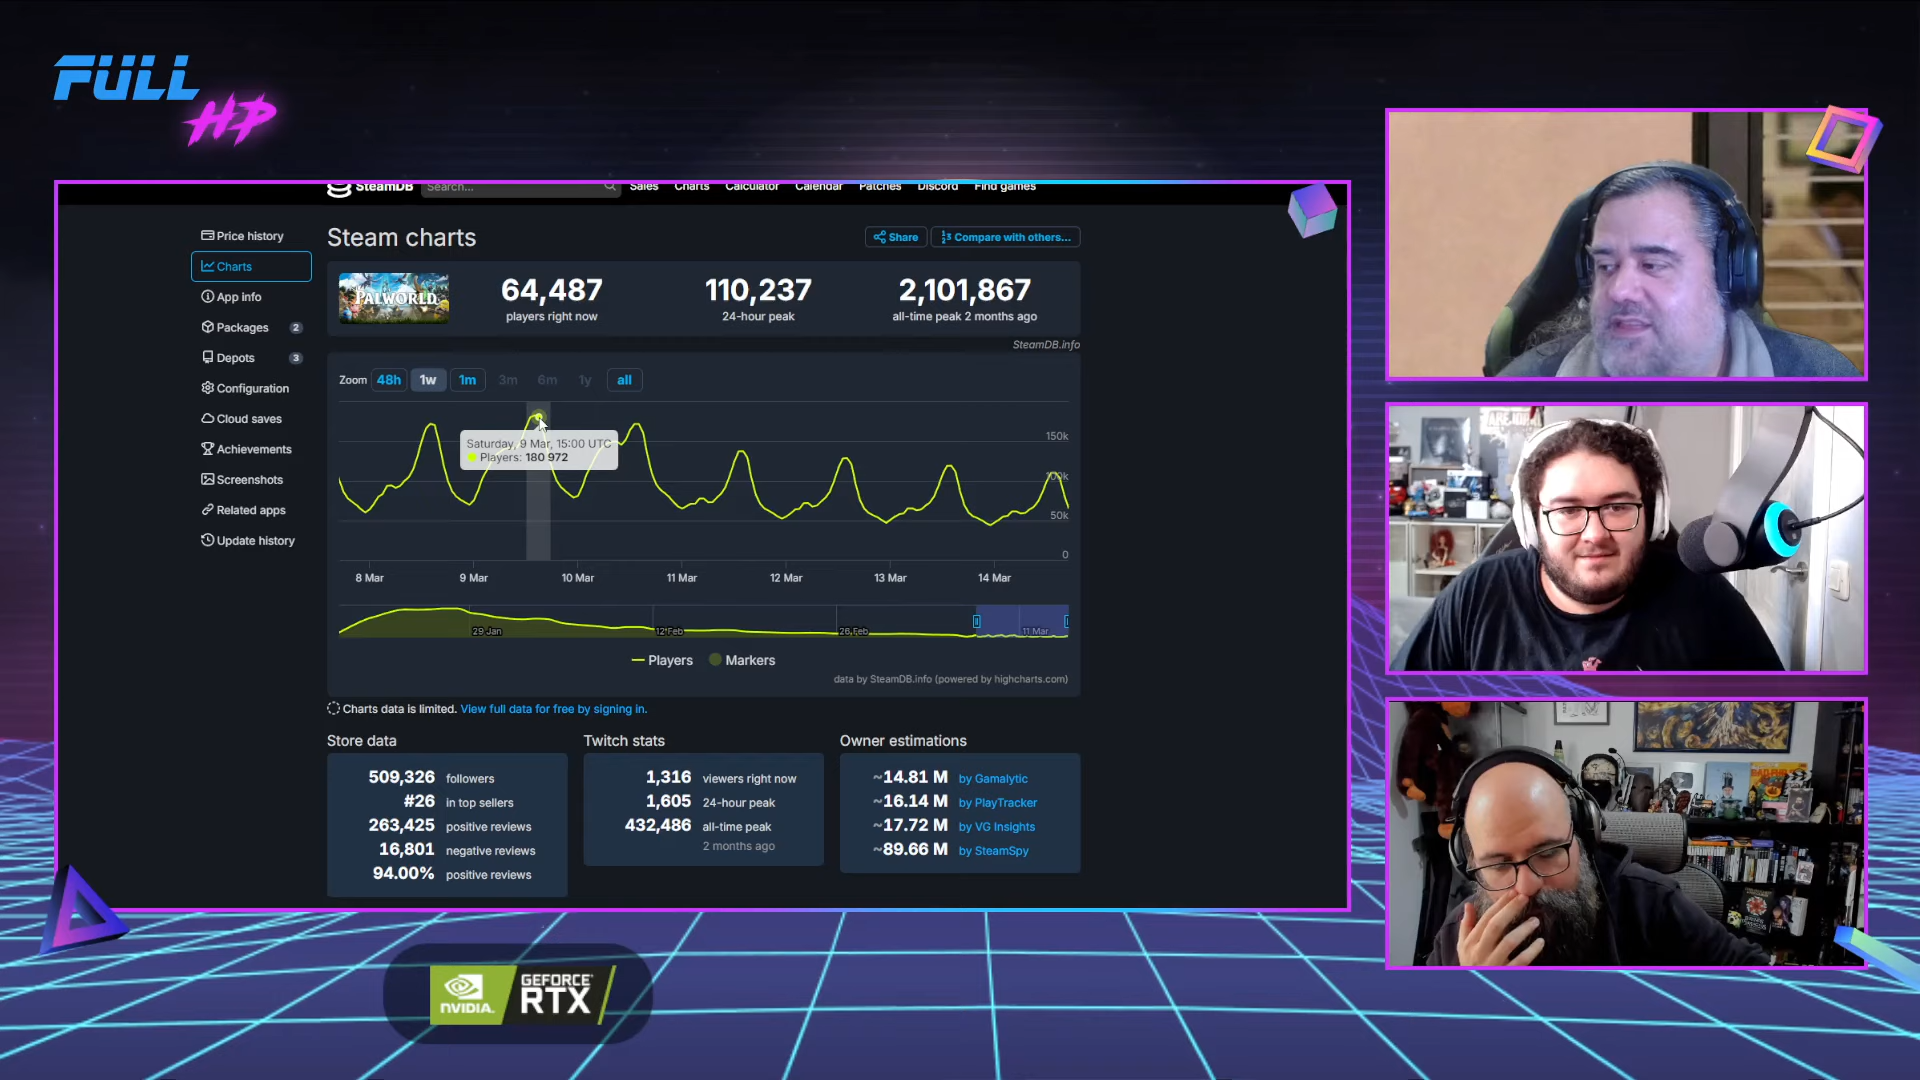 FULL
HP
SteamDB
Search...
Sales
Charts
Calculator
Calendar
Patches
Discord
Find games
Price history
Charts
App info
Packages 2
Depots 3
Configuration
Cloud saves
Achievements
Screenshots
Related apps
Update history
Steam charts
Share
Compare with others...
PALWORLD
64,487
players right now
110,237
24-hour peak
2,101,867
all-time peak 2 months ago
SteamDB.info
Zoom 48h 1w 1m 3m 6m 1y all
Saturday, 9 Mar, 15:00 UTC
Players: 180 972
150k
100k
50k
0
8 Mar
9 Mar
10 Mar
11 Mar
12 Mar
13 Mar
14 Mar
29 Jan
12 Feb
26 Feb
11 Mar
Players
Markers
data by SteamDB.info (powered by highcharts.com)
Charts data is limited. View full data for free by signing in.
Store data
509,326 followers
#26 in top sellers
263,425 positive reviews
16,801 negative reviews
94.00% positive reviews
Twitch stats
1,316 viewers right now
1,605 24-hour peak
432,486 all-time peak
2 months ago
Owner estimations
~14.81 M by Gamalytic
~16.14 M by PlayTracker
~17.72 M by VG Insights
~89.66 M by SteamSpy
NVIDIA.
GEFORCE
RTX